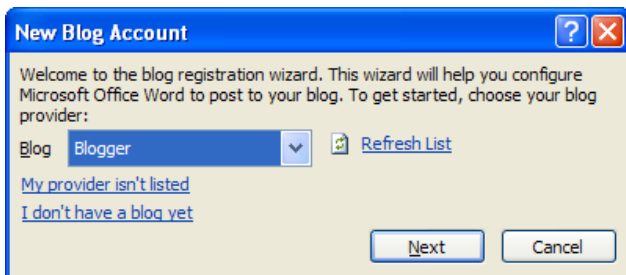 New Blog Account
Welcome to the blog registration wizard. This wizard will help you configure
Microsoft Office Word to post to your blog. To get started, choose your blog
provider:
Blog Blogger Refresh List
My provider isn't listed
I don't have a blog yet
Next Cancel